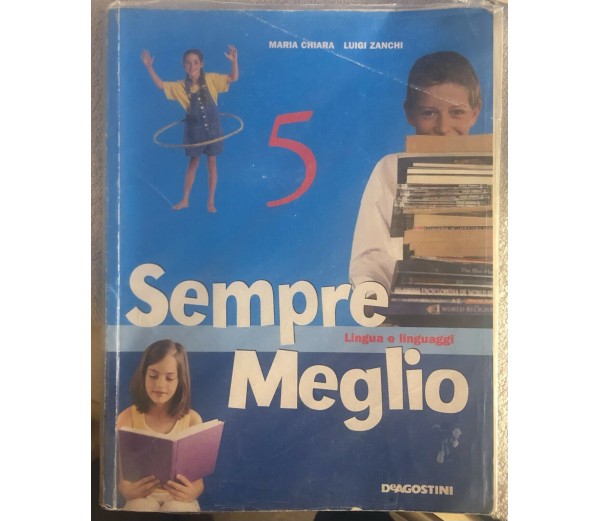 MARIA CHIARA LUIGI ZANCHI
5
Sempre
Lingua e linguaggi
Meglio
DeAGOSTINI